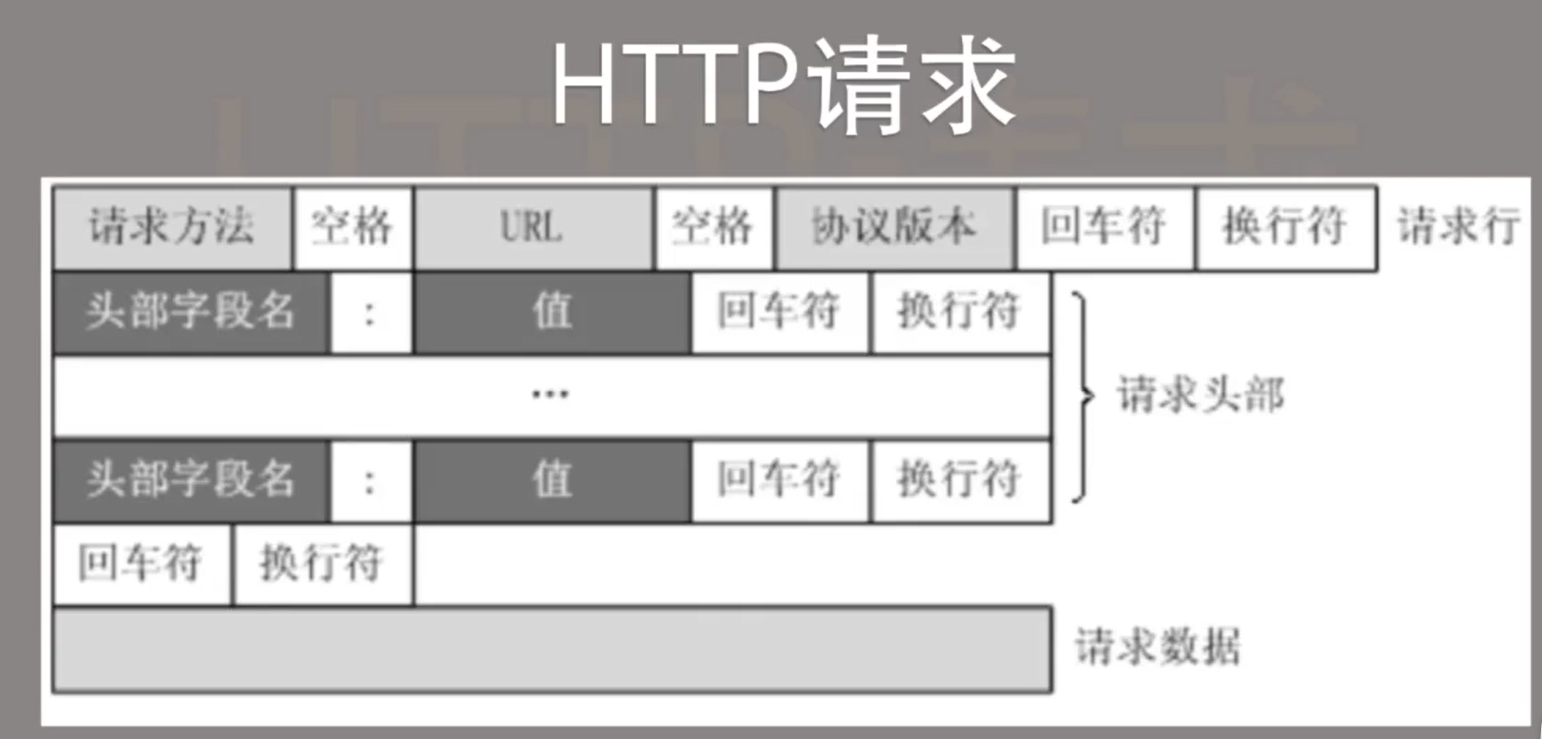 HTTP请求
请求方法 空格 URL 空格 协议版本 回车符 换行符 请求行
头部字段名 : 值 回车符 换行符
...
请求头部
头部字段名 : 值 回车符 换行符
回车符 换行符
请求数据